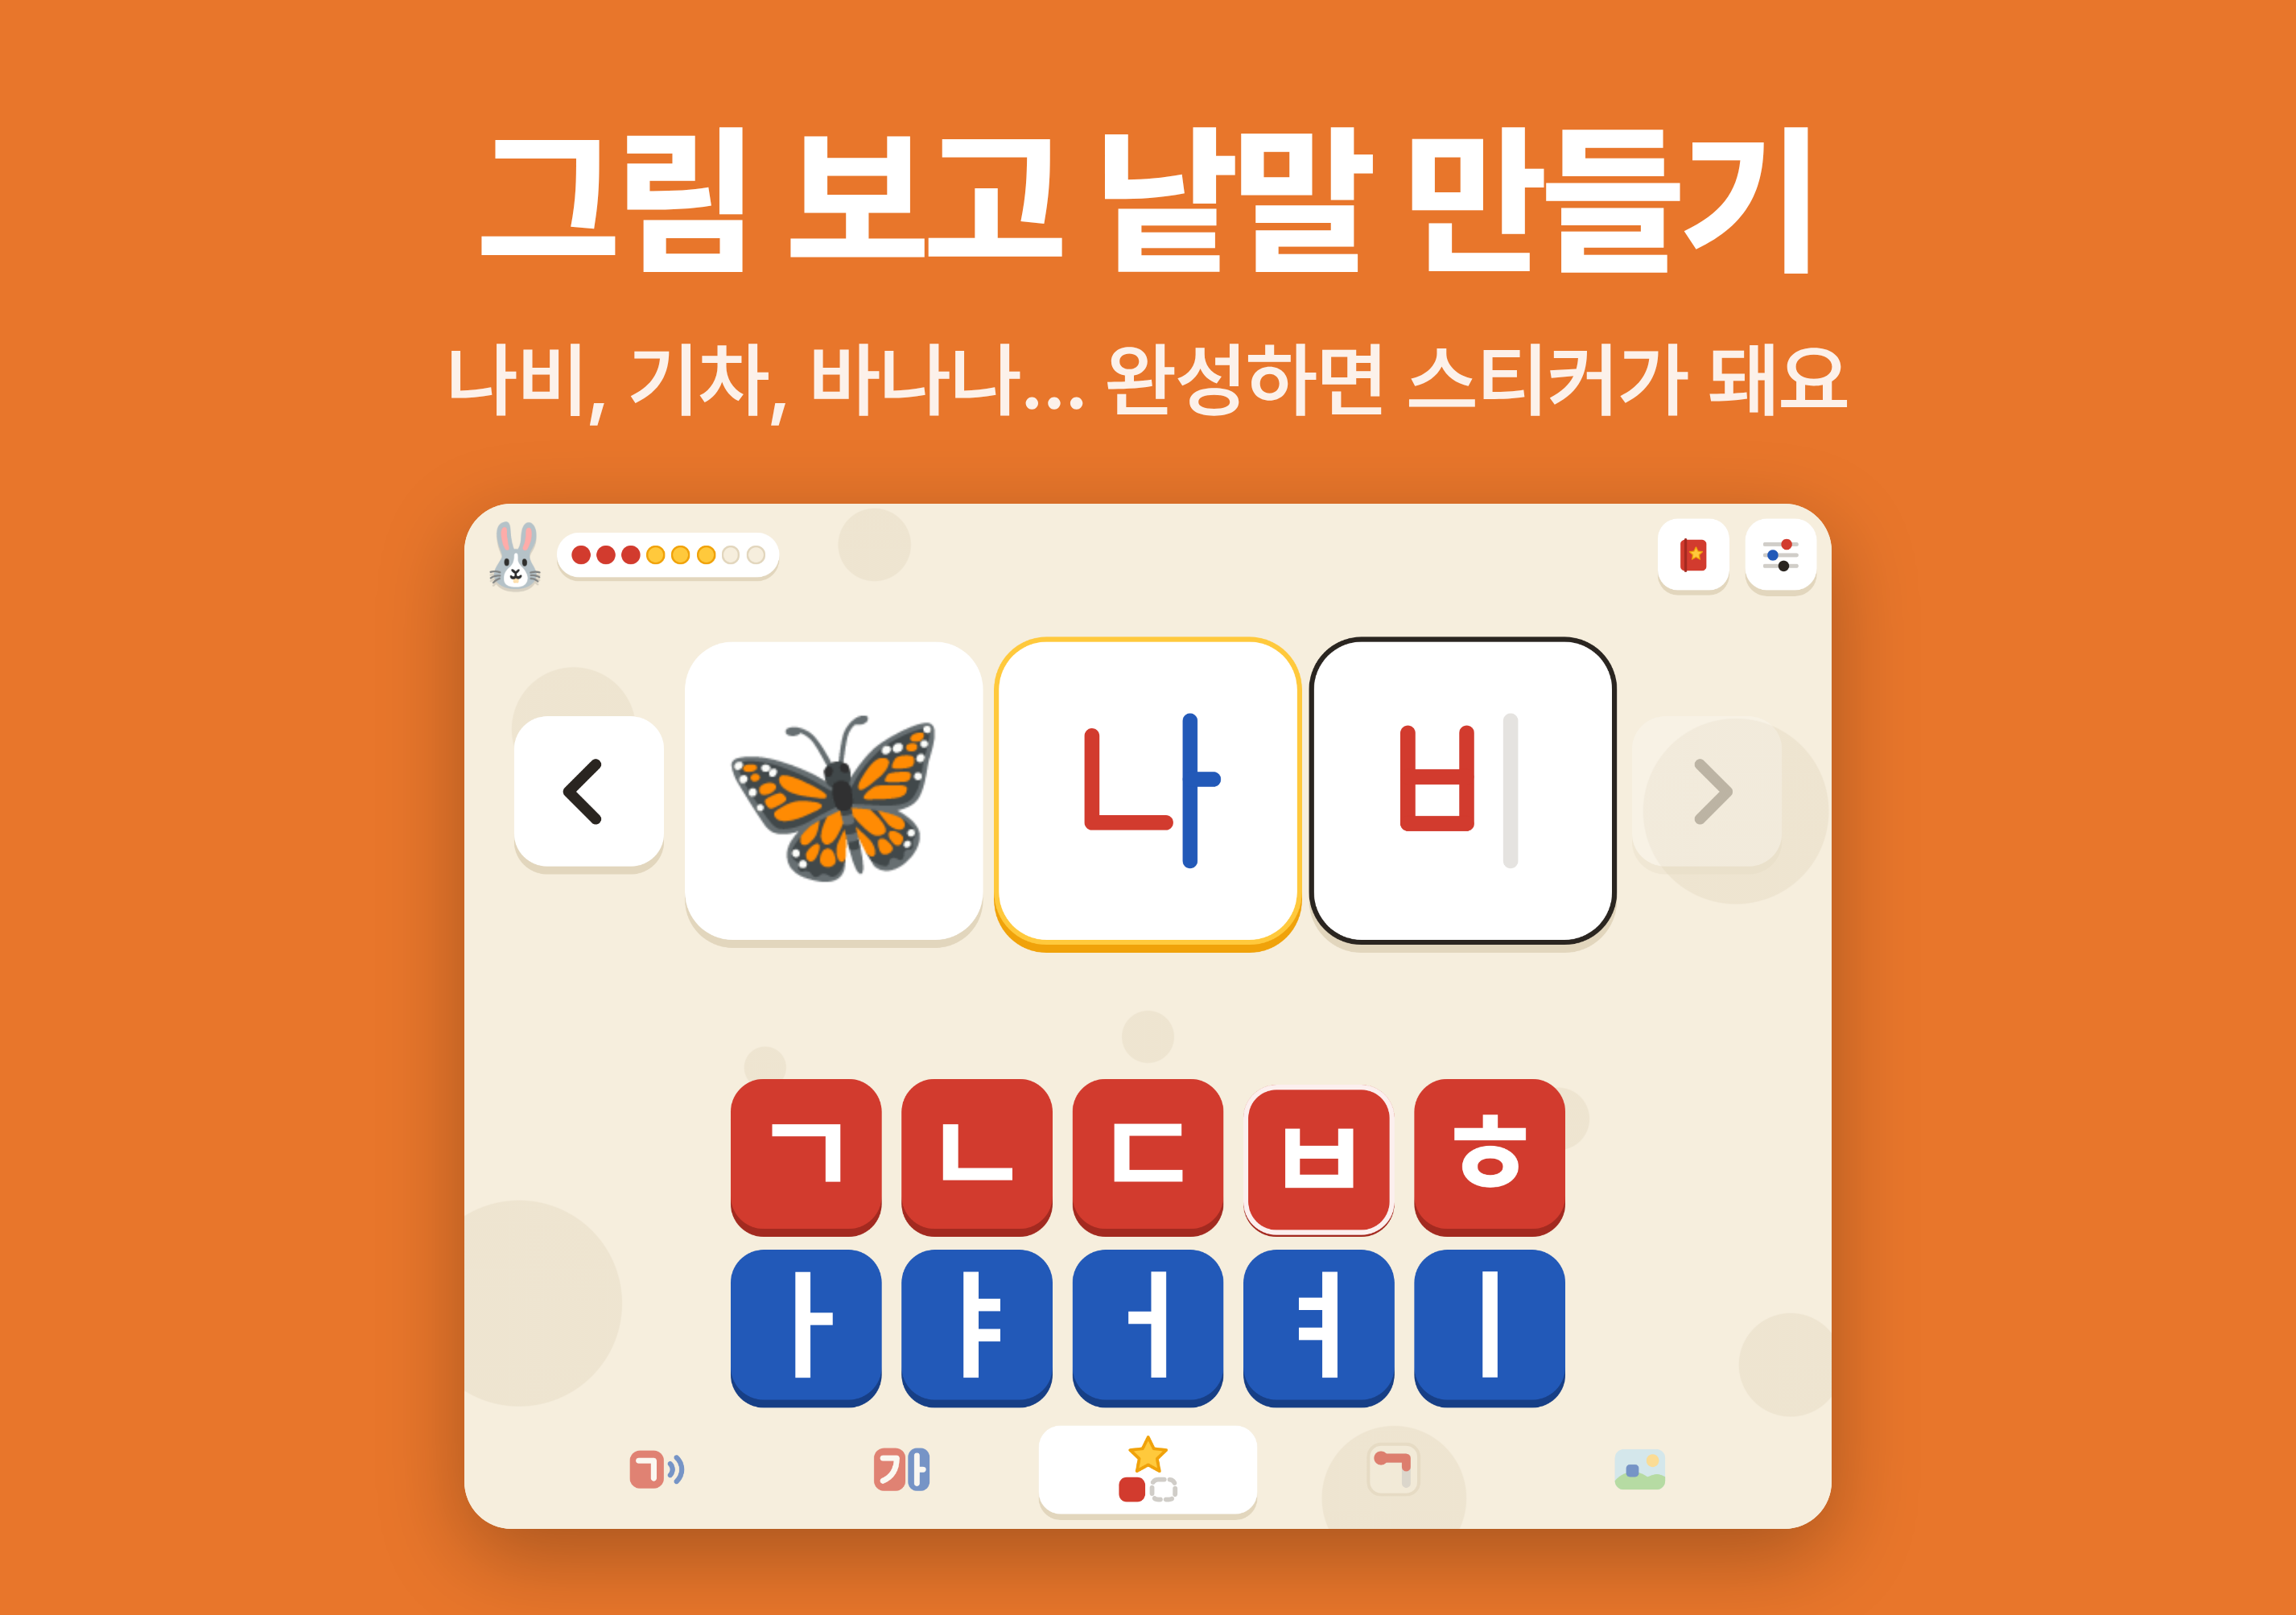 그림 보고 낱말 만들기
나비, 기차, 바나나... 완성하면 스티커가 돼요
나 비
ㄱ ㄴ ㄷ ㅂ ㅎ
ㅏ ㅑ ㅓ ㅕ ㅣ
ㄱ 가 ㄱ